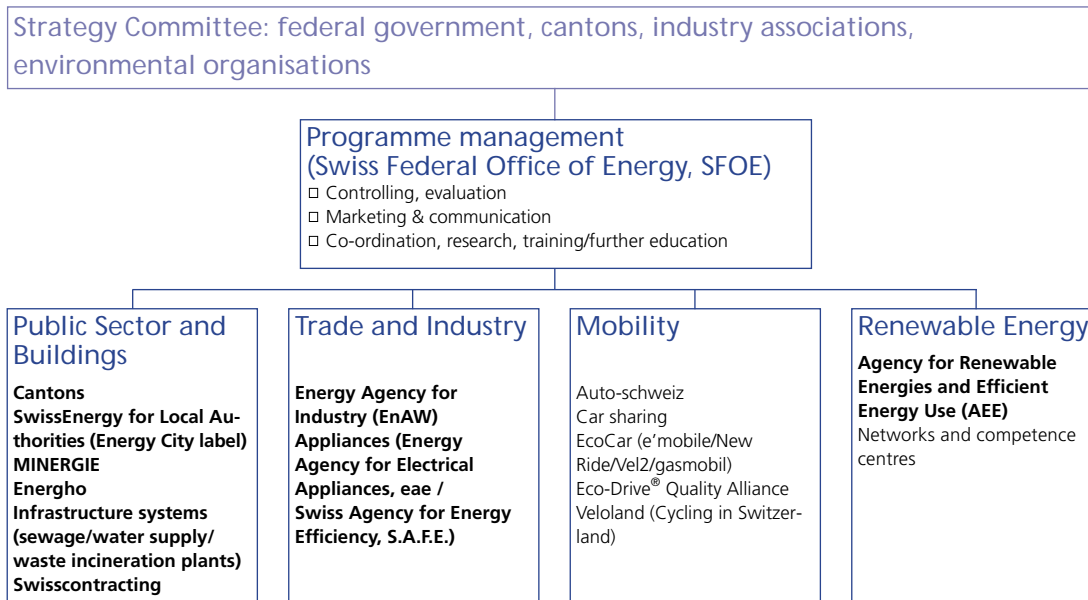 Strategy Committee: federal government, cantons, industry associations,
environmental organisations
Programme management
(Swiss Federal Office of Energy, SFOE)
Controlling, evaluation
Marketing & communication
Co-ordination, research, training/further education
Public Sector and
Buildings
Cantons
SwissEnergy for Local Au-
thorities (Energy City label)
MINERGIE
Energho
Infrastructure systems
(sewage/water supply/
waste incineration plants)
Swisscontracting
Trade and Industry
Energy Agency for
Industry (EnAW)
Appliances (Energy
Agency for Electrical
Appliances, eae /
Swiss Agency for Energy
Efficiency, S.A.F.E.)
Mobility
Auto-schweiz
Car sharing
EcoCar (e'mobile/New
Ride/Vel2/gasmobil)
Eco-Drive® Quality Alliance
Veloland (Cycling in Switzer-
land)
Renewable Energy
Agency for Renewable
Energies and Efficient
Energy Use (AEE)
Networks and competence
centres